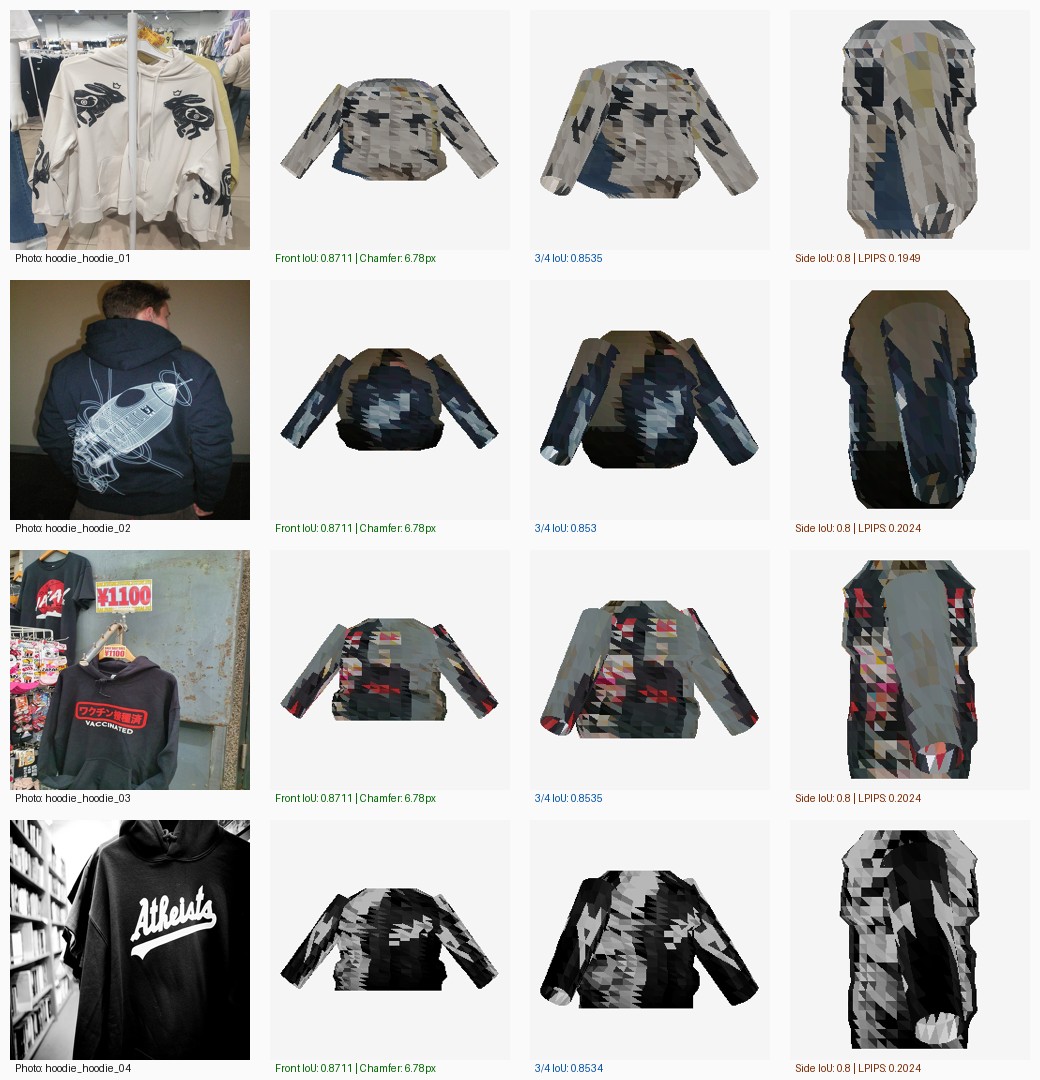 Photo: hoodie_hoodie_01
Front IoU: 0.8711 | Chamfer: 6.78px
3/4 IoU: 0.8535
Side IoU: 0.8 | LPIPS: 0.1949
Photo: hoodie_hoodie_02
Front IoU: 0.8711 | Chamfer: 6.78px
3/4 IoU: 0.853
Side IoU: 0.8 | LPIPS: 0.2024
¥1100
¥1100
ワクチン接種済
VACCINATED
Photo: hoodie_hoodie_03
Front IoU: 0.8711 | Chamfer: 6.78px
3/4 IoU: 0.8535
Side IoU: 0.8 | LPIPS: 0.2024
Atheists
Photo: hoodie_hoodie_04
Front IoU: 0.8711 | Chamfer: 6.78px
3/4 IoU: 0.8534
Side IoU: 0.8 | LPIPS: 0.2024